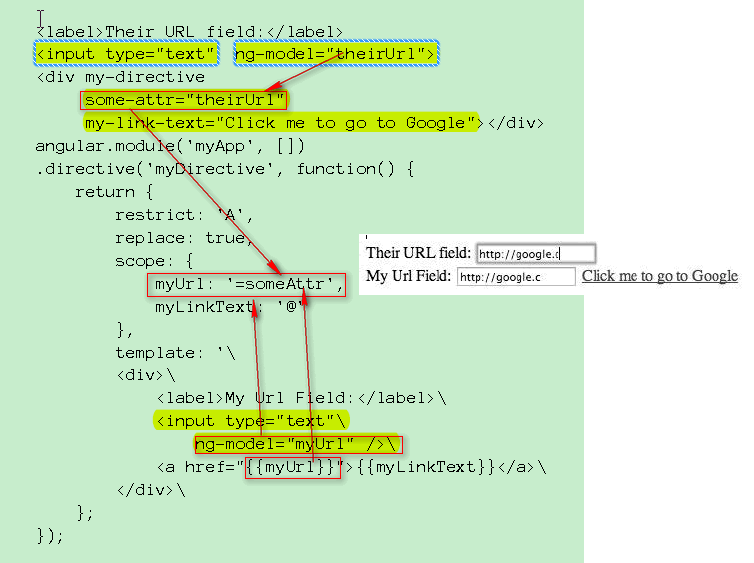 <label>Their URL field:</label>
<input type="text" ng-model="theirUrl">
<div my-directive
some-attr="theirUrl"
my-link-text="Click me to go to Google"></div>
angular.module('myApp', [])
.directive('myDirective', function() {
return {
restrict: 'A',
replace: true,
scope: {
myUrl: '=someAttr',
myLinkText: '@'
},
template: '\
<div>\
<label>My Url Field:</label>\
<input type="text"\
ng-model="myUrl" />\
<a href="{{myUrl}}">{{myLinkText}}</a>\
</div>\
};
});
Their URL field: http://google.c
My Url Field: http://google.c Click me to go to Google